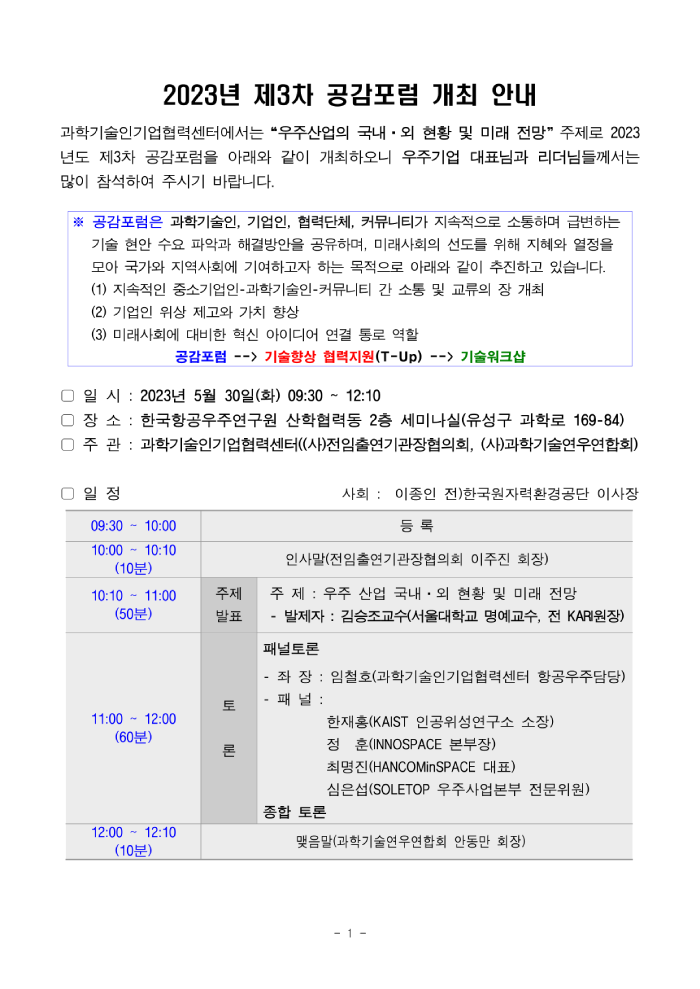 2023년 제3차 공감포럼 개최 안내
과학기술인기업협력센터에서는 “우주산업의 국내·외 현황 및 미래 전망” 주제로 2023
년도 제3차 공감포럼을 아래와 같이 개최하오니 우주기업 대표님과 리더님들께서는
많이 참석하여 주시기 바랍니다.
※ 공감포럼은 과학기술인, 기업인, 협력단체, 커뮤니티가 지속적으로 소통하며 급변하는
기술 현안 수요 파악과 해결방안을 공유하며, 미래사회의 선도를 위해 지혜와 열정을
모아 국가와 지역사회에 기여하고자 하는 목적으로 아래와 같이 추진하고 있습니다.
(1) 지속적인 중소기업인-과학기술인-커뮤니티 간 소통 및 교류의 장 개최
(2) 기업인 위상 제고와 가치 향상
(3) 미래사회에 대비한 혁신 아이디어 연결 통로 역할
공감포럼 --> 기술향상 협력지원(T-Up) --> 기술워크샵
▢ 일 시 : 2023년 5월 30일(화) 09:30 ~ 12:10
▢ 장 소 : 한국항공우주연구원 산학협력동 2층 세미나실(유성구 과학로 169-84)
▢ 주 관 : 과학기술인기업협력센터((사)전임출연기관장협의회, (사)과학기술연우연합회)
▢ 일 정 사회 : 이종인 전)한국원자력환경공단 이사장
09:30 ~ 10:00 등 록
10:00 ~ 10:10
(10분)
인사말(전임출연기관장협의회 이주진 회장)
10:10 ~ 11:00
(50분)
주제
발표
주 제 : 우주 산업 국내·외 현황 및 미래 전망
- 발제자 : 김승조교수(서울대학교 명예교수, 전 KARI원장)
11:00 ~ 12:00
(60분)
토
론
패널토론
- 좌 장 : 임철호(과학기술인기업협력센터 항공우주담당)
- 패 널 :
한재흥(KAIST 인공위성연구소 소장)
정 훈(INNOSPACE 본부장)
최명진(HANCOMinSPACE 대표)
심은섭(SOLETOP 우주사업본부 전문위원)
종합 토론
12:00 ~ 12:10
(10분)
맺음말(과학기술연우연합회 안동만 회장)
- 1 -